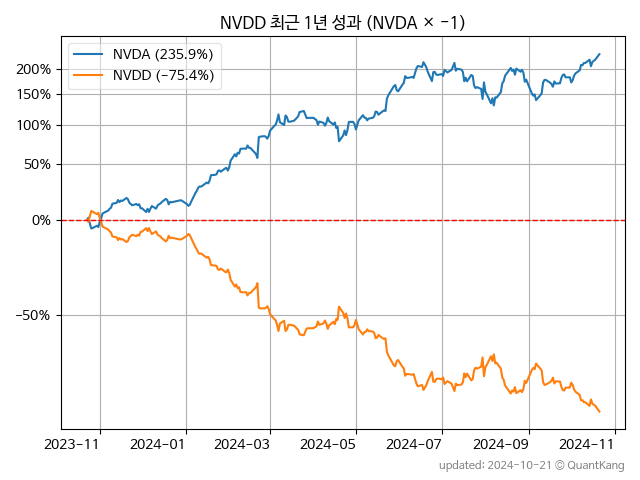 NVDD 최근 1년 성과 (NVDA × −1)
NVDA (235.9%)
NVDD (−75.4%)
200%
150%
100%
50%
0%
−50%
2023-11 2024-01 2024-03 2024-05 2024-07 2024-09 2024-11
updated: 2024-10-21 © QuantKang